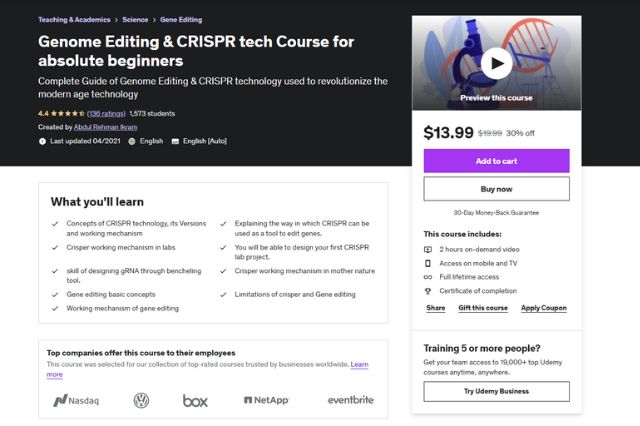 Teaching & Academics > Science > Gene Editing
Genome Editing & CRISPR tech Course for
absolute beginners
Complete Guide of Genome Editing & CRISPR technology used to revolutionize the
modern age technology
4.4 (136 ratings) 1,573 students
Created by Abdul Rehman Ikram
Last updated 04/2021 English English [Auto]
Preview this course
$13.99 $19.99 30% off
Add to cart
Buy now
30-Day Money-Back Guarantee
This course includes:
2 hours on-demand video
Access on mobile and TV
Full lifetime access
Certificate of completion
Share Gift this course Apply Coupon
Training 5 or more people?
Get your team access to 19,000+ top Udemy
courses anytime, anywhere.
Try Udemy Business
What you'll learn
Concepts of CRISPR technology, its Versions
and working mechanism
Crisper working mechanism in labs
skill of designing gRNA through bencheling
tool.
Gene editing basic concepts
Working mechanism of gene editing
Explaining the way in which CRISPR can be
used as a tool to edit genes.
You will be able to design your first CRISPR
lab project.
Crisper working mechanism in mother nature
Limitations of crisper and Gene editing
Top companies offer this course to their employees
This course was selected for our collection of top-rated courses trusted by businesses worldwide. Learn
more
Nasdaq
box
NetApp
eventbrite